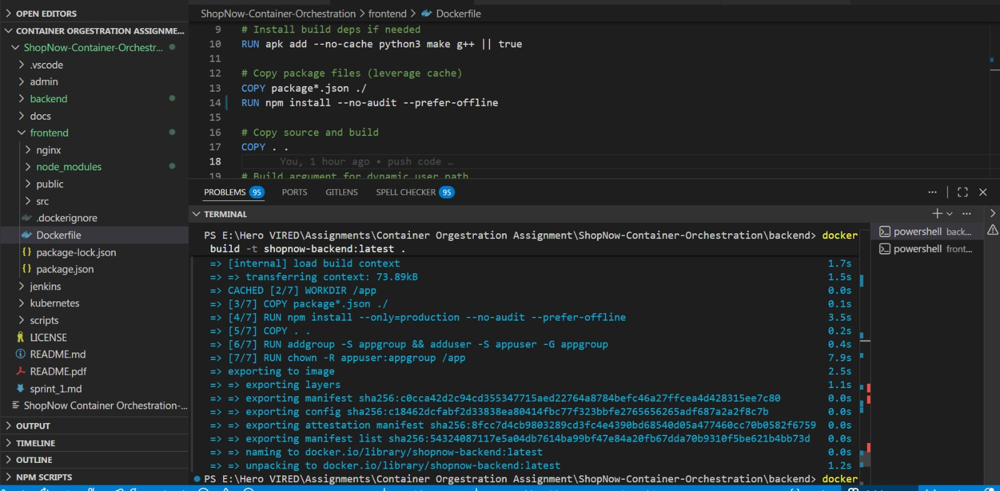 OPEN EDITORS
CONTAINER ORGESTRATION ASSIGNME...
ShopNow-Container-Orchestr...
.vscode
admin
backend
docs
frontend
nginx
node_modules
public
src
.dockerignore
Dockerfile
package-lock.json
package.json
jenkins
kubernetes
scripts
LICENSE
README.md
README.pdf
sprint_1.md
ShopNow Container Orchestration-...
OUTPUT
TIMELINE
OUTLINE
NPM SCRIPTS
ShopNow-Container-Orchestration > frontend > Dockerfile
9 # Install build deps if needed
10 RUN apk add --no-cache python3 make g++ || true
11
12 # Copy package files (leverage cache)
13 COPY package*.json ./
14 RUN npm install --no-audit --prefer-offline
15
16 # Copy source and build
17 COPY . .
18 You, 1 hour ago • push code …
19 # Build argument for dynamic user path
PROBLEMS 95 PORTS GITLENS SPELL CHECKER 95
TERMINAL
PS E:\Hero VIRED\Assignments\Container Orgestration Assignment\ShopNow-Container-Orchestration\backend> docker
build -t shopnow-backend:latest .
=> [internal] load build context 1.7s
=> => transferring context: 73.89kB 1.5s
=> CACHED [2/7] WORKDIR /app 0.0s
=> [3/7] COPY package*.json ./ 0.1s
=> [4/7] RUN npm install --only=production --no-audit --prefer-offline 3.5s
=> [5/7] COPY . . 0.2s
=> [6/7] RUN addgroup -S appgroup && adduser -S appuser -G appgroup 0.4s
=> [7/7] RUN chown -R appuser:appgroup /app 7.9s
=> exporting to image 2.5s
=> => exporting layers 1.1s
=> => exporting manifest sha256:c0cca42d2c94cd355347715aed22764a8784befc46a27ffcea4d428315ee7c80 0.0s
=> => exporting config sha256:c18462dcfabf2d33838ea80414fbc77f323bbfe2765656265adf687a2a2f8c7b 0.0s
=> => exporting attestation manifest sha256:8fcc7d4cb9803289cd3fc4e4390bd68540d05a477460cc70b0582f6759 0.0s
=> => exporting manifest list sha256:54324087117e5a04db7614ba99bf47e84a20fb67dda70b9310f5be621b4bb73d 0.0s
=> => naming to docker.io/library/shopnow-backend:latest 0.0s
=> => unpacking to docker.io/library/shopnow-backend:latest 1.2s
PS E:\Hero VIRED\Assignments\Container Orgestration Assignment\ShopNow-Container-Orchestration\backend> docker
powershell back...
powershell front...